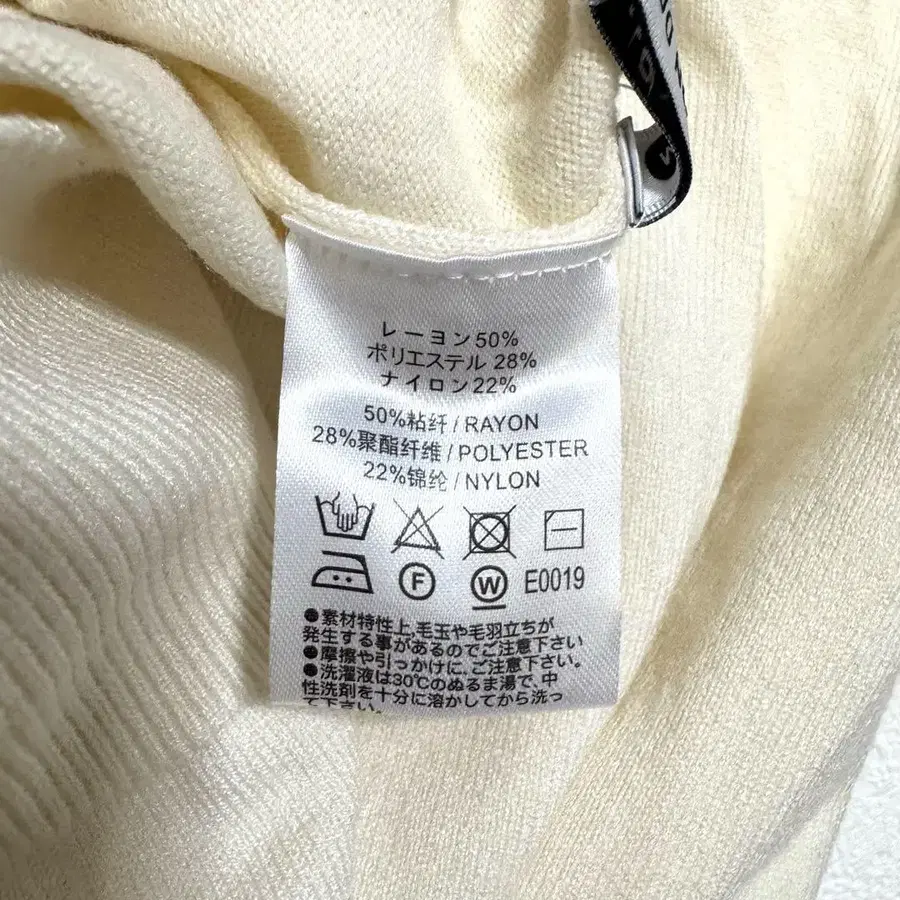 レーヨン50%
ポリエステル 28%
ナイロン22%
50%粘纤/RAYON
28%聚酯纤维/POLYESTER
22%锦纶/NYLON
F W E0019
●素材特性上,毛玉や毛羽立ちが
発生する事があるのでご注意下さい
●摩擦や引っかけに、ご注意下さい。
●洗濯液は30℃のぬるま湯で、中
性洗剤を十分に溶かしてから洗っ
て下さい。